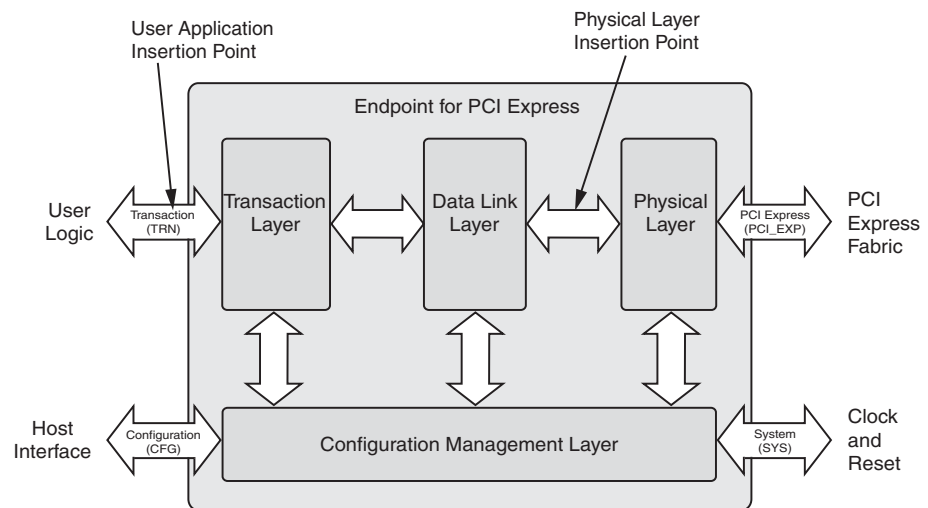 User Application
Insertion Point
Physical Layer
Insertion Point
Endpoint for PCI Express
User
Logic
Transaction
(TRN)
Transaction
Layer
Data Link
Layer
Physical
Layer
PCI Express
(PCI_EXP)
PCI
Express
Fabric
Host
Interface
Configuration
(CFG)
Configuration Management Layer
System
(SYS)
Clock
and
Reset